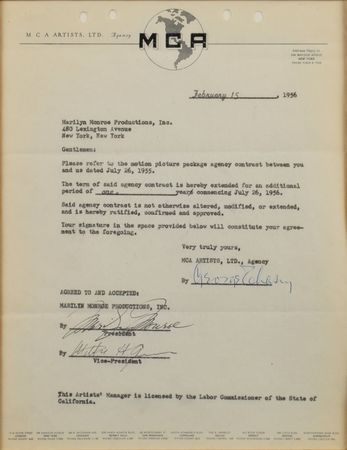 M C A ARTISTS, LTD. Agency
MCA
NEW YORK
February 15, 1956
Marilyn Monroe Productions, Inc.
480 Lexington Avenue
New York, New York
Gentlemen:
Please refer to the motion picture package agency contract between you
and us dated July 26, 1955.
The term of said agency contract is hereby extended for an additional
period of one years commencing July 26, 1956.
Said agency contract is not otherwise altered, modified, or extended,
and is hereby ratified, confirmed and approved.
Your signature in the space provided below will constitute your agree-
ment to the foregoing.
Very truly yours,
MCA ARTISTS, LTD., Agency
By
AGREED TO AND ACCEPTED:
MARILYN MONROE PRODUCTIONS, INC.
By Marilyn Monroe
President
By
Vice-President
This Artists' Manager is licensed by the Labor Commissioner of the State of
California.